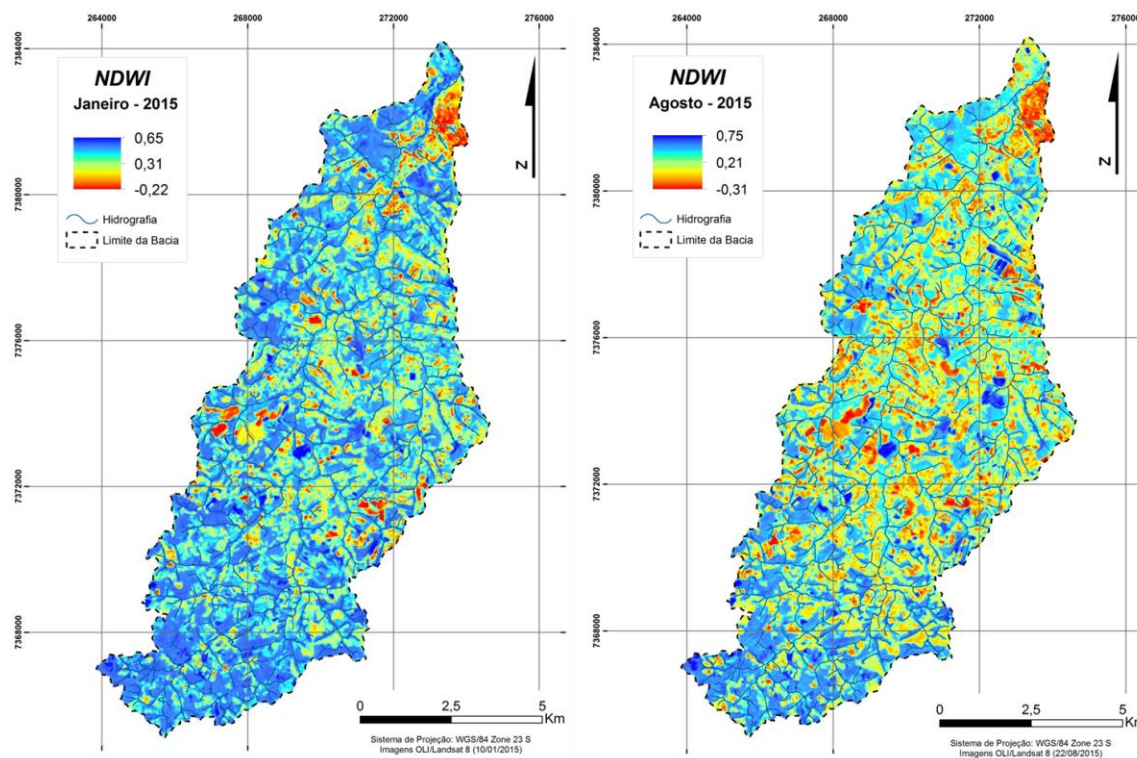 264000
268000
272000
276000
NDWI
Janeiro - 2015
0,65
0,31
-0,22
Hidrografia
Limite da Bacia
N
7384000
7380000
7376000
7372000
7368000
0
2,5
5
Km
Sistema de Projeção: WGS/84 Zone 23 S
Imagens OLI/Landsat 8 (10/01/2015)
264000
268000
272000
276000
NDWI
Agosto - 2015
0,75
0,21
-0,31
Hidrografia
Limite da Bacia
N
7384000
7380000
7376000
7372000
7368000
0
2,5
5
Km
Sistema de Projeção: WGS/84 Zone 23 S
Imagens OLI/Landsat 8 (22/08/2015)